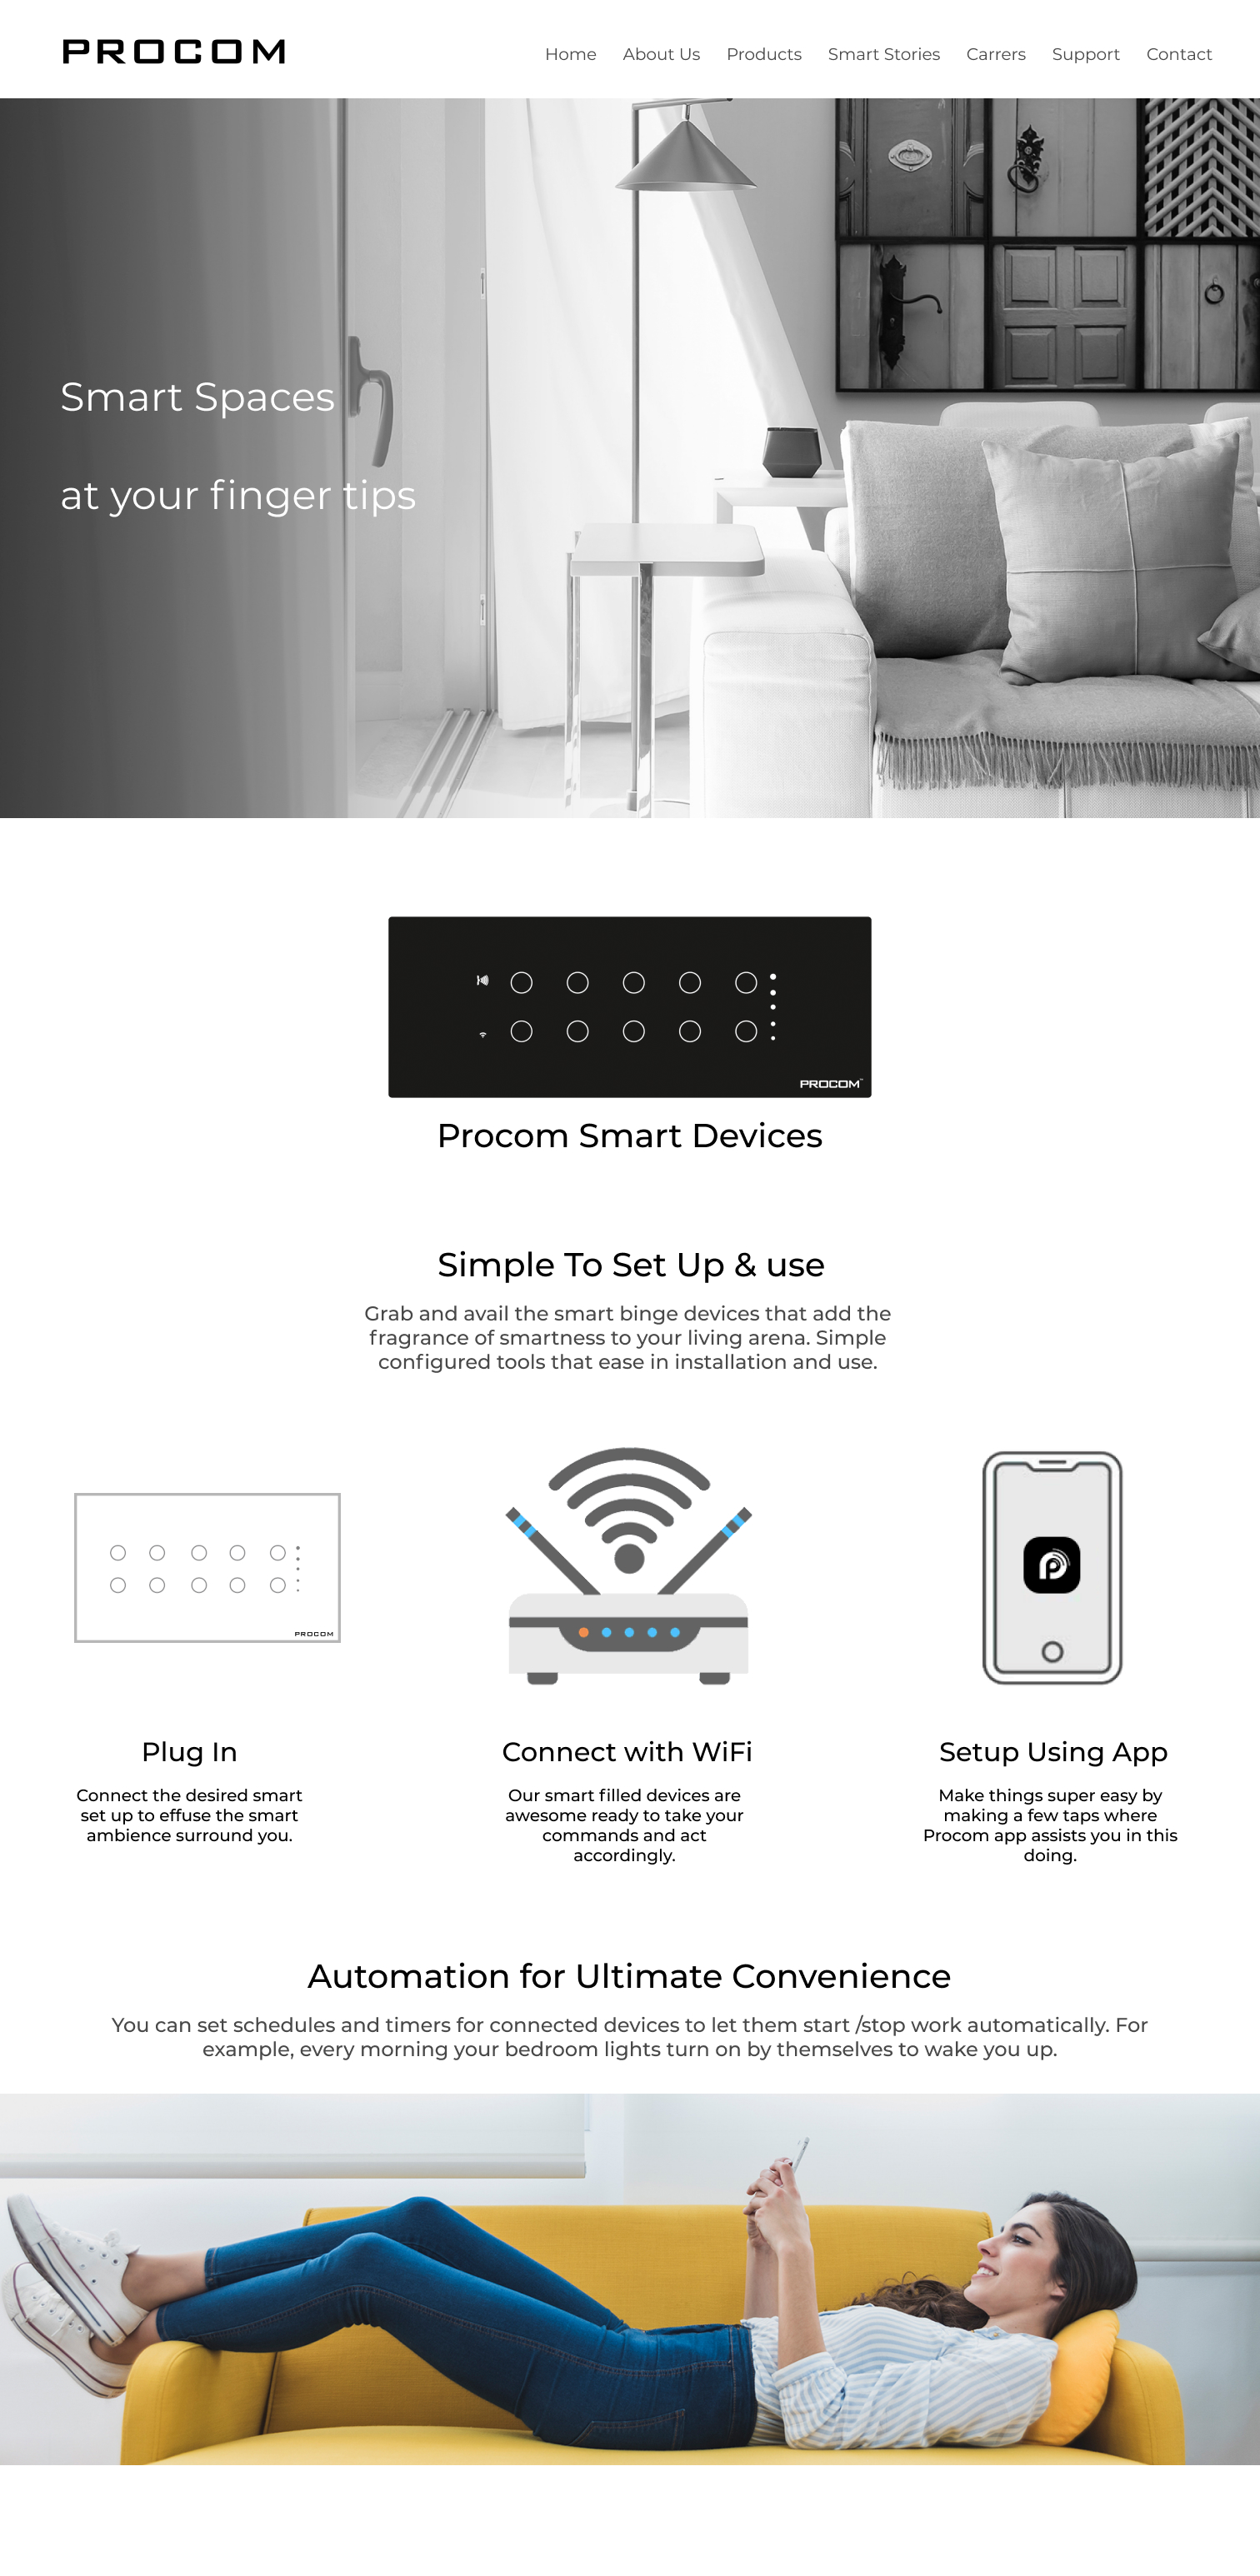 PROCOM
Home About Us Products Smart Stories Carrers Support Contact
Smart Spaces
at your finger tips
PROCOM
Procom Smart Devices
Simple To Set Up & use
Grab and avail the smart binge devices that add the
fragrance of smartness to your living arena. Simple
configured tools that ease in installation and use.
PROCOM
Plug In
Connect the desired smart
set up to effuse the smart
ambience surround you.
Connect with WiFi
Our smart filled devices are
awesome ready to take your
commands and act
accordingly.
Setup Using App
Make things super easy by
making a few taps where
Procom app assists you in this
doing.
Automation for Ultimate Convenience
You can set schedules and timers for connected devices to let them start /stop work automatically. For
example, every morning your bedroom lights turn on by themselves to wake you up.